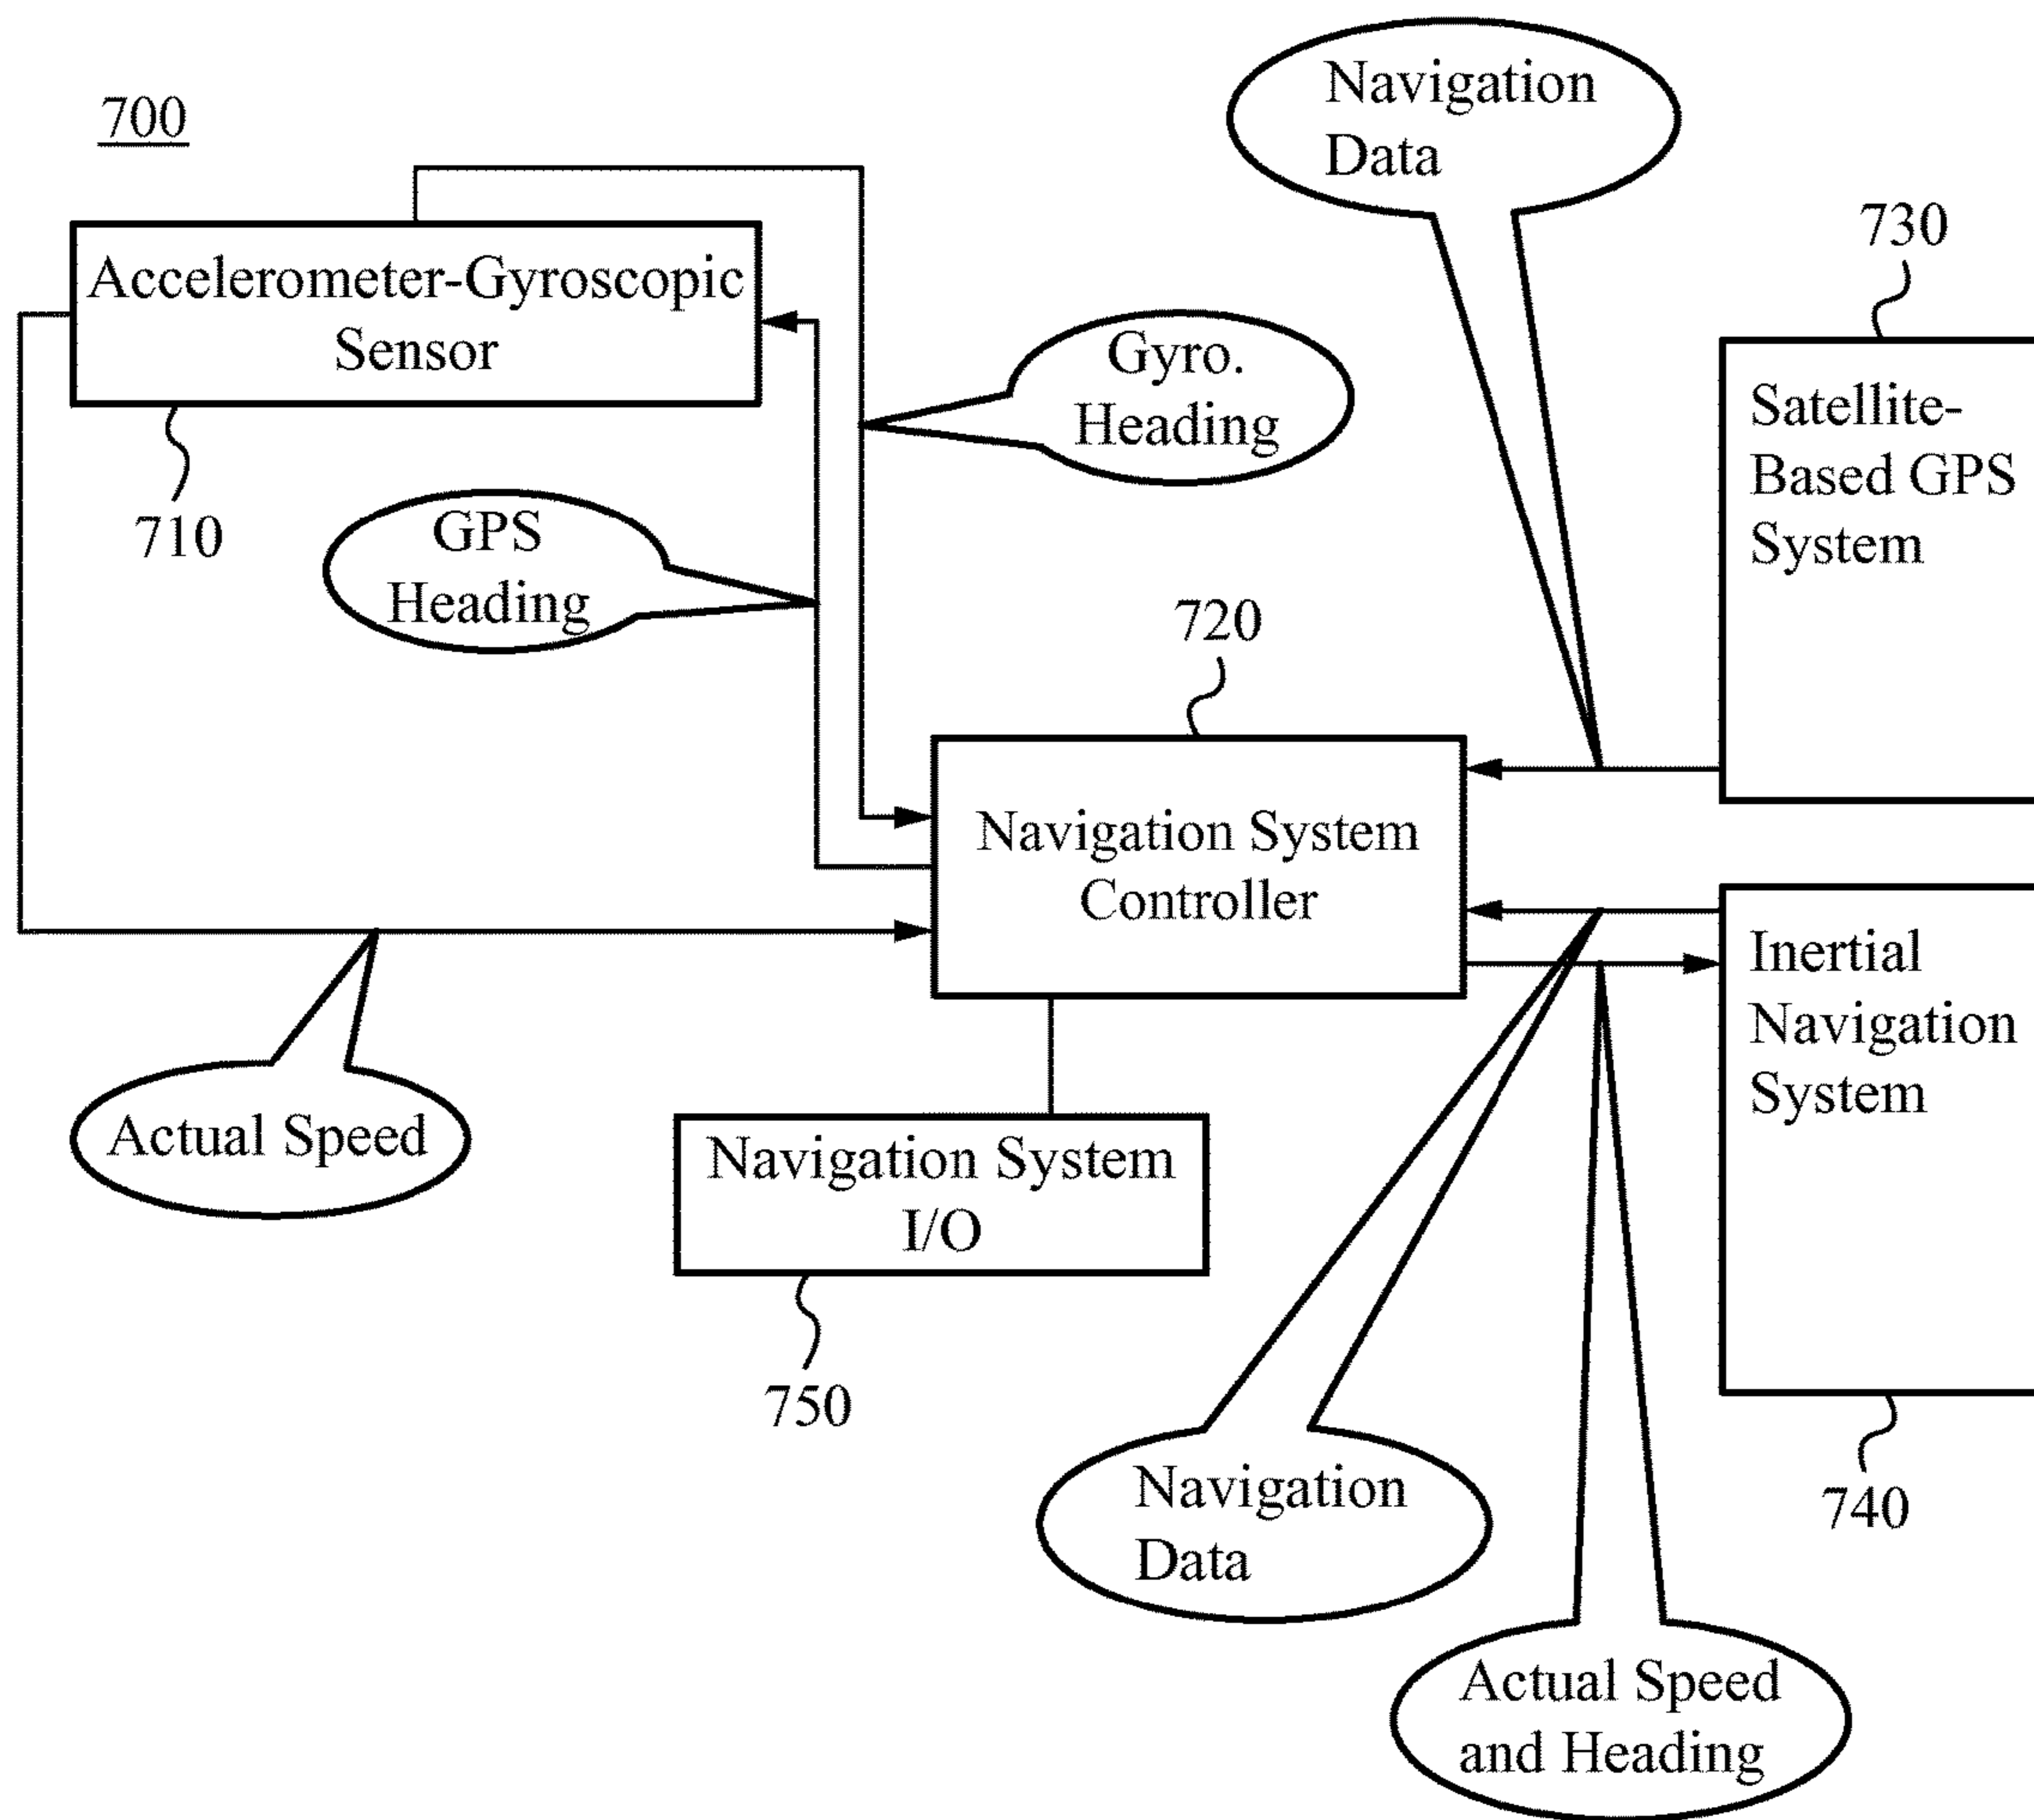 700
Navigation
Data
730
Accelerometer-Gyroscopic
Sensor
Gyro.
Heading
Satellite-
Based GPS
System
710
GPS
Heading
720
Navigation System
Controller
Inertial
Navigation
System
Actual Speed
Navigation System
I/O
750
Navigation
Data
740
Actual Speed
and Heading